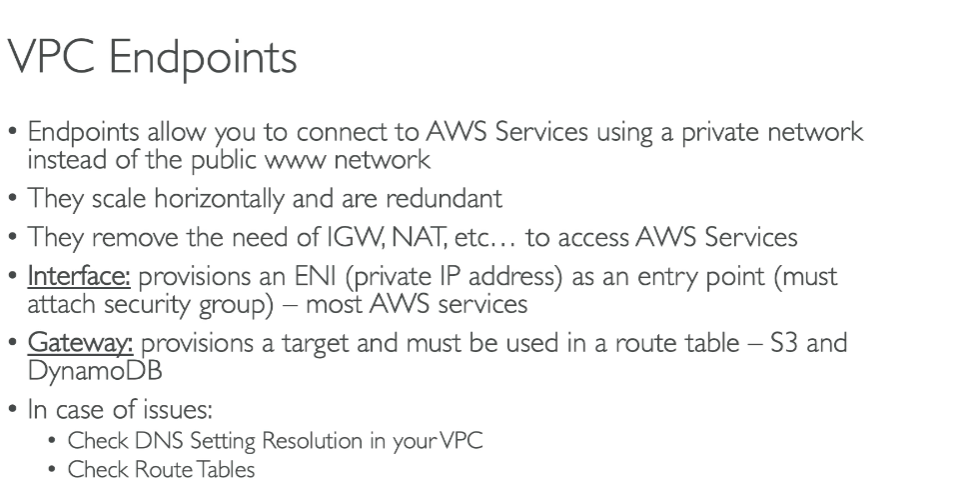 VPC Endpoints
• Endpoints allow you to connect to AWS Services using a private network
instead of the public www network
• They scale horizontally and are redundant
• They remove the need of IGW, NAT, etc… to access AWS Services
• Interface: provisions an ENI (private IP address) as an entry point (must
attach security group) – most AWS services
• Gateway: provisions a target and must be used in a route table – S3 and
DynamoDB
• In case of issues:
• Check DNS Setting Resolution in your VPC
• Check Route Tables